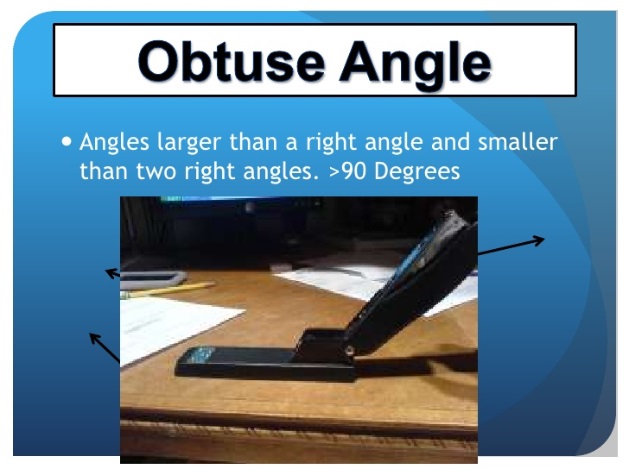 Obtuse Angle
• Angles larger than a right angle and smaller
than two right angles. >90 Degrees